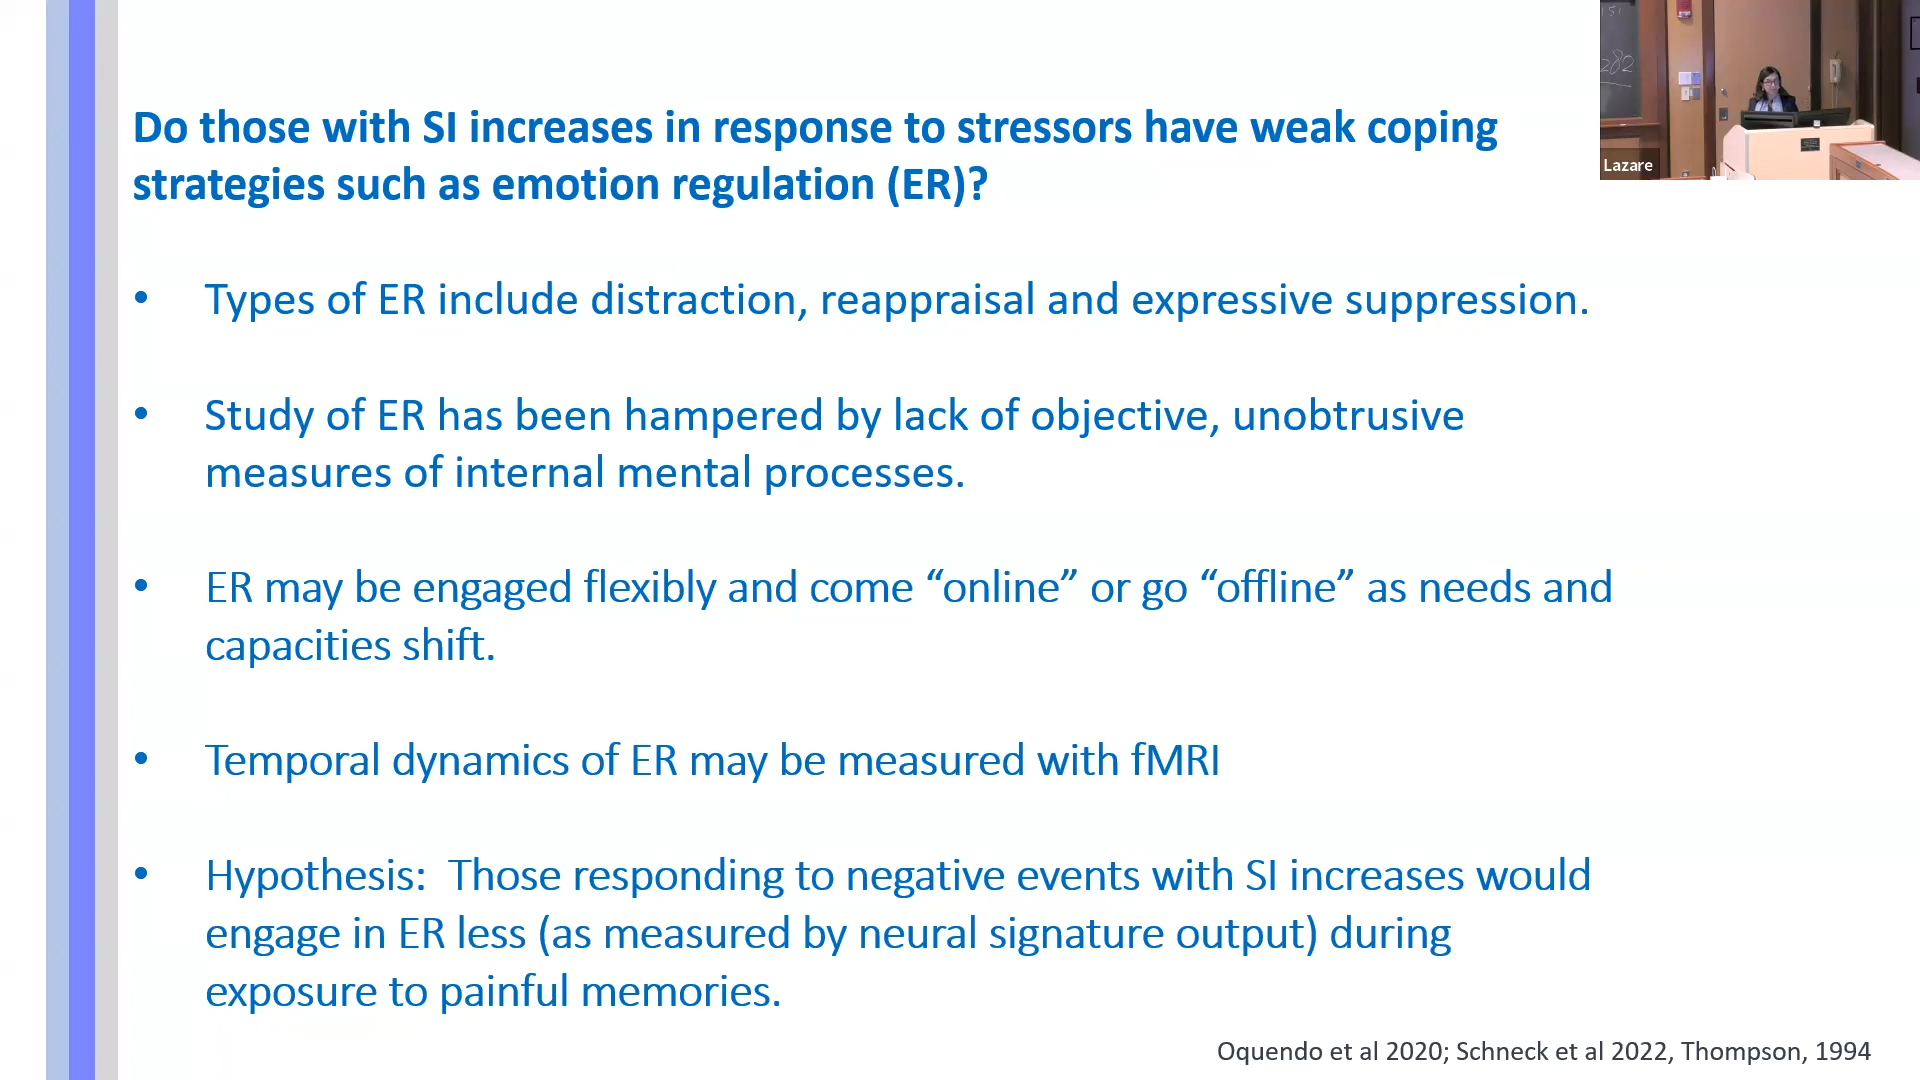 Do those with SI increases in response to stressors have weak coping
strategies such as emotion regulation (ER)?
• Types of ER include distraction, reappraisal and expressive suppression.
• Study of ER has been hampered by lack of objective, unobtrusive
measures of internal mental processes.
• ER may be engaged flexibly and come “online” or go “offline” as needs and
capacities shift.
• Temporal dynamics of ER may be measured with fMRI
• Hypothesis:  Those responding to negative events with SI increases would
engage in ER less (as measured by neural signature output) during
exposure to painful memories.
Oquendo et al 2020; Schneck et al 2022, Thompson, 1994
282
Lazare